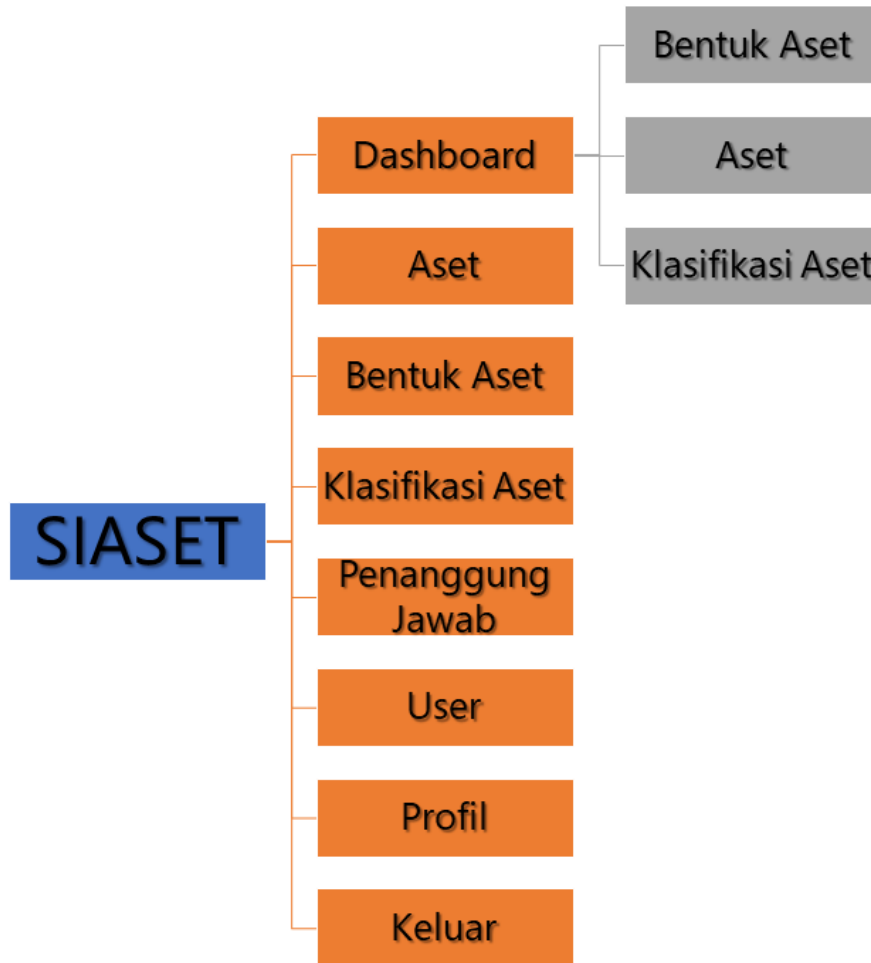 Bentuk Aset
Dashboard
Aset
Aset
Klasifikasi Aset
Bentuk Aset
Klasifikasi Aset
SIASET
Penanggung
Jawab
User
Profil
Keluar